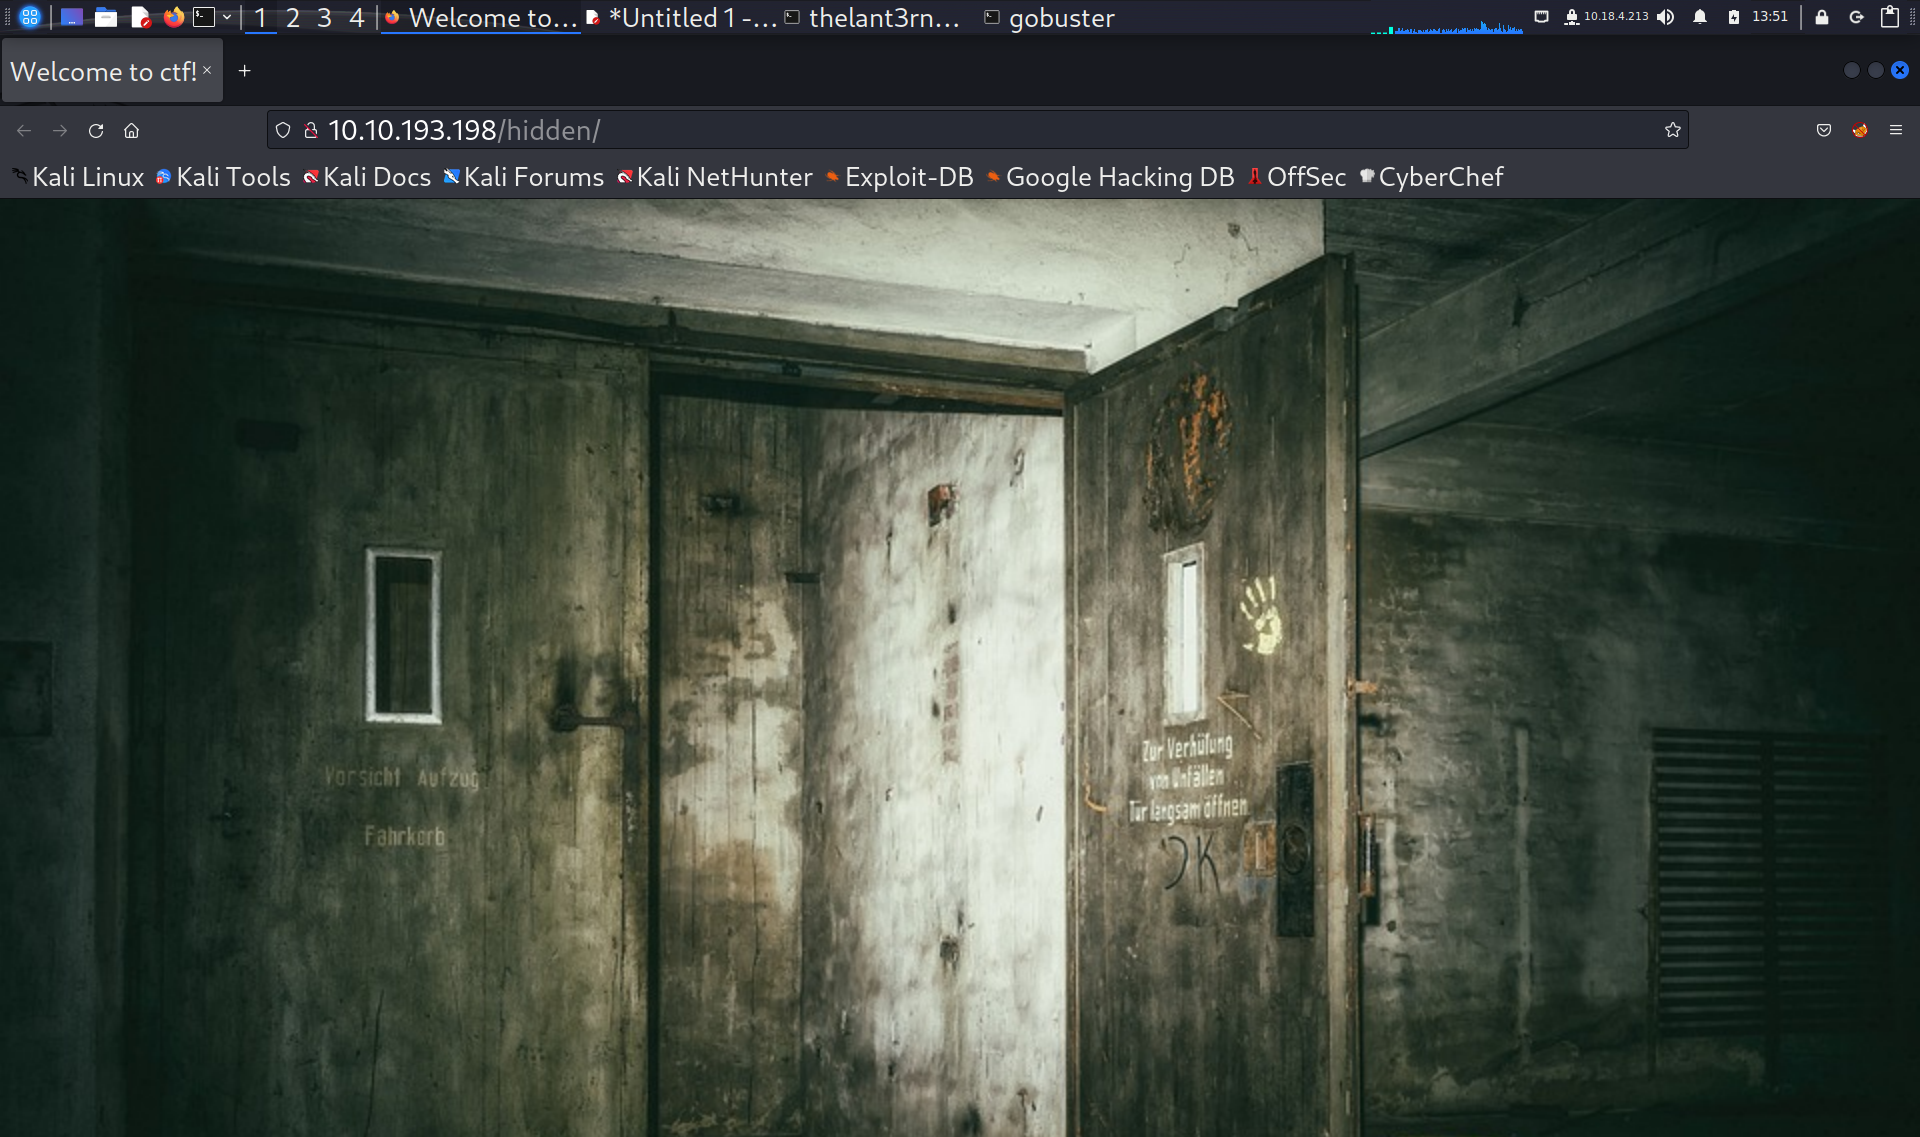 1 2 3 4 Welcome to... *Untitled 1 -... thelant3rn... gobuster 10.18.4.213 13:51
Welcome to ctf!
10.10.193.198/hidden/
Kali Linux Kali Tools Kali Docs Kali Forums Kali NetHunter Exploit-DB Google Hacking DB OffSec CyberChef
Vorsicht Aufzug
Fahrkorb
Zur Verhütung
von Unfällen
Tür langsam öffnen